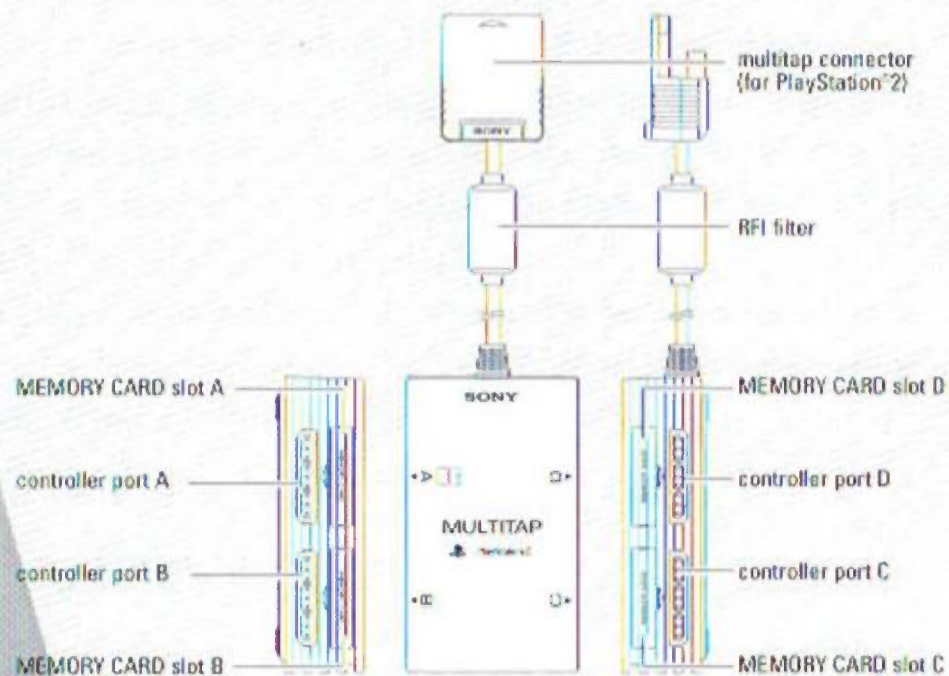 multitap connector
(for PlayStation®2)
SONY
RFI filter
MEMORY CARD slot A
SONY
MEMORY CARD slot D
controller port A
A
D
controller port D
MULTITAP
controller port B
B
C
controller port C
MEMORY CARD slot B
MEMORY CARD slot C